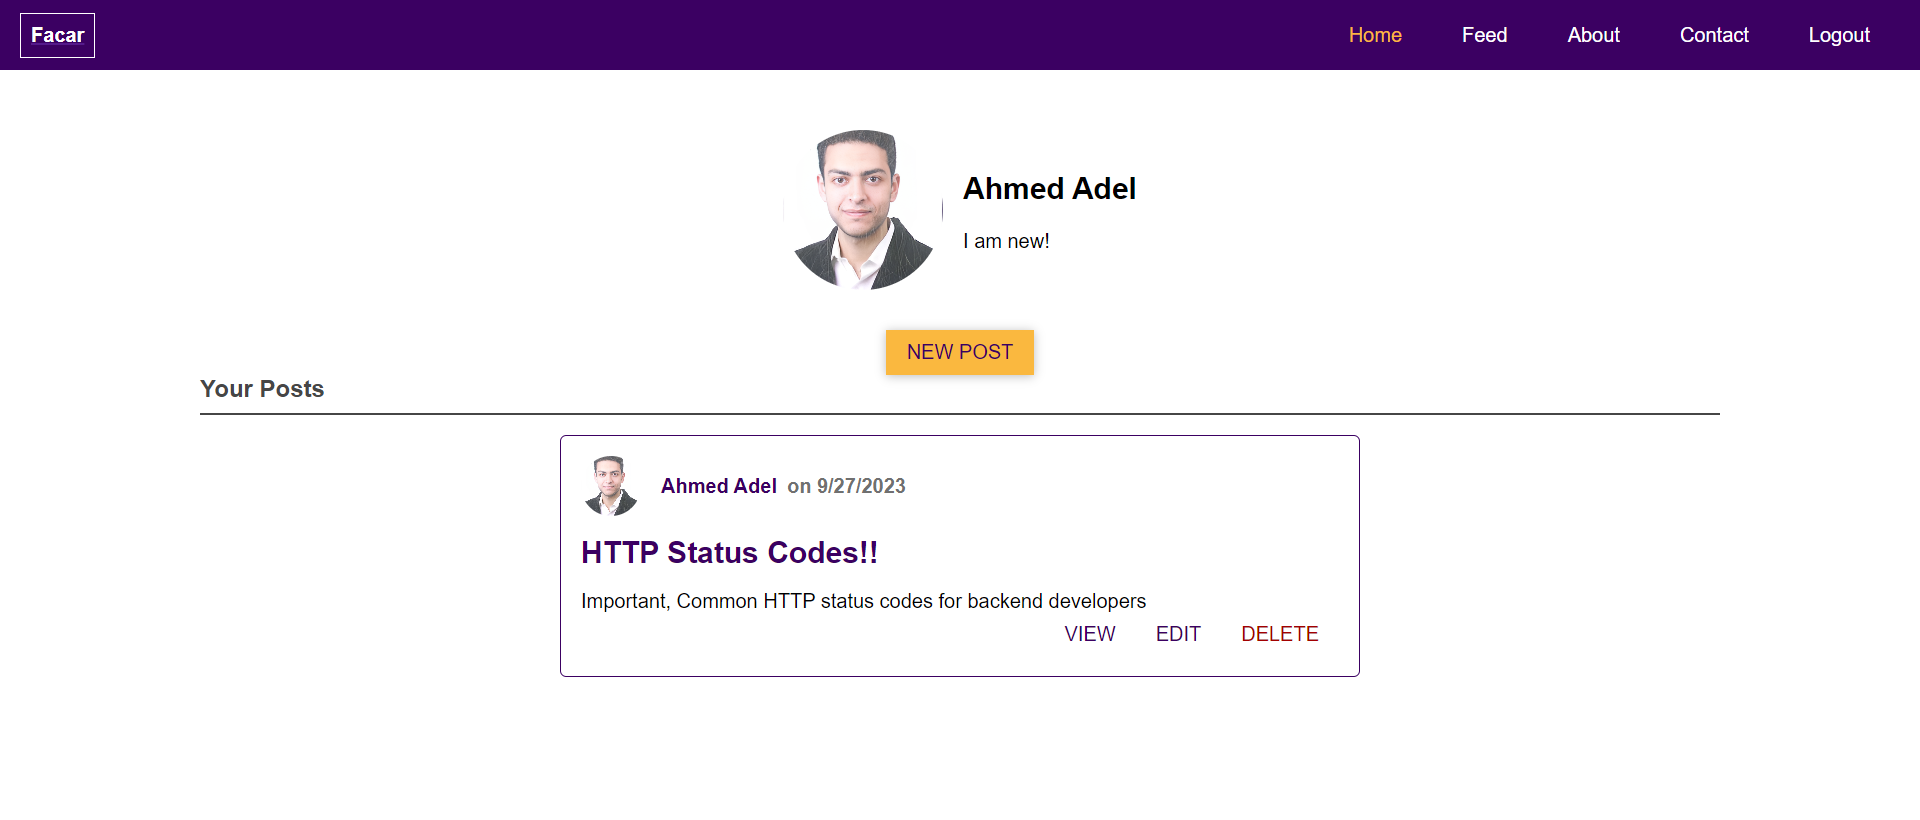 Facar
Home Feed About Contact Logout
Ahmed Adel
I am new!
NEW POST
Your Posts
Ahmed Adel on 9/27/2023
HTTP Status Codes!!
Important, Common HTTP status codes for backend developers
VIEW EDIT DELETE